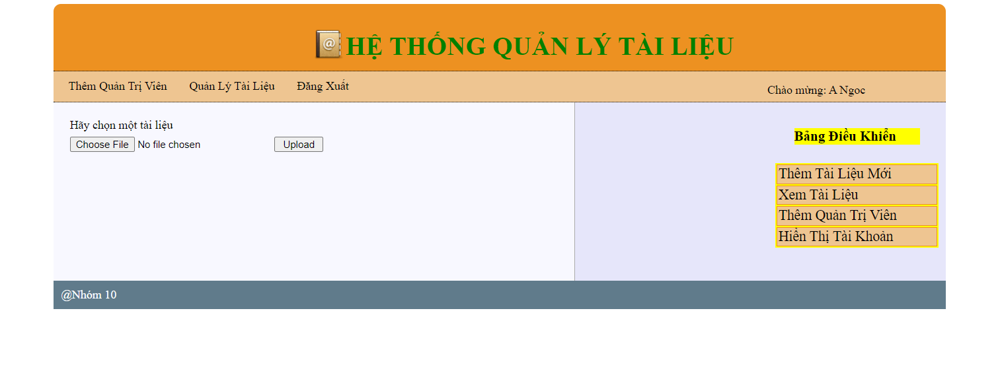 @ HỆ THỐNG QUẢN LÝ TÀI LIỆU
Thêm Quản Trị Viên Quản Lý Tài Liệu Đăng Xuất Chào mừng: A Ngoc
Hãy chọn một tài liệu
Choose File No file chosen Upload
Bảng Điều Khiển
Thêm Tài Liệu Mới
Xem Tài Liệu
Thêm Quản Trị Viên
Hiển Thị Tài Khoản
@Nhóm 10